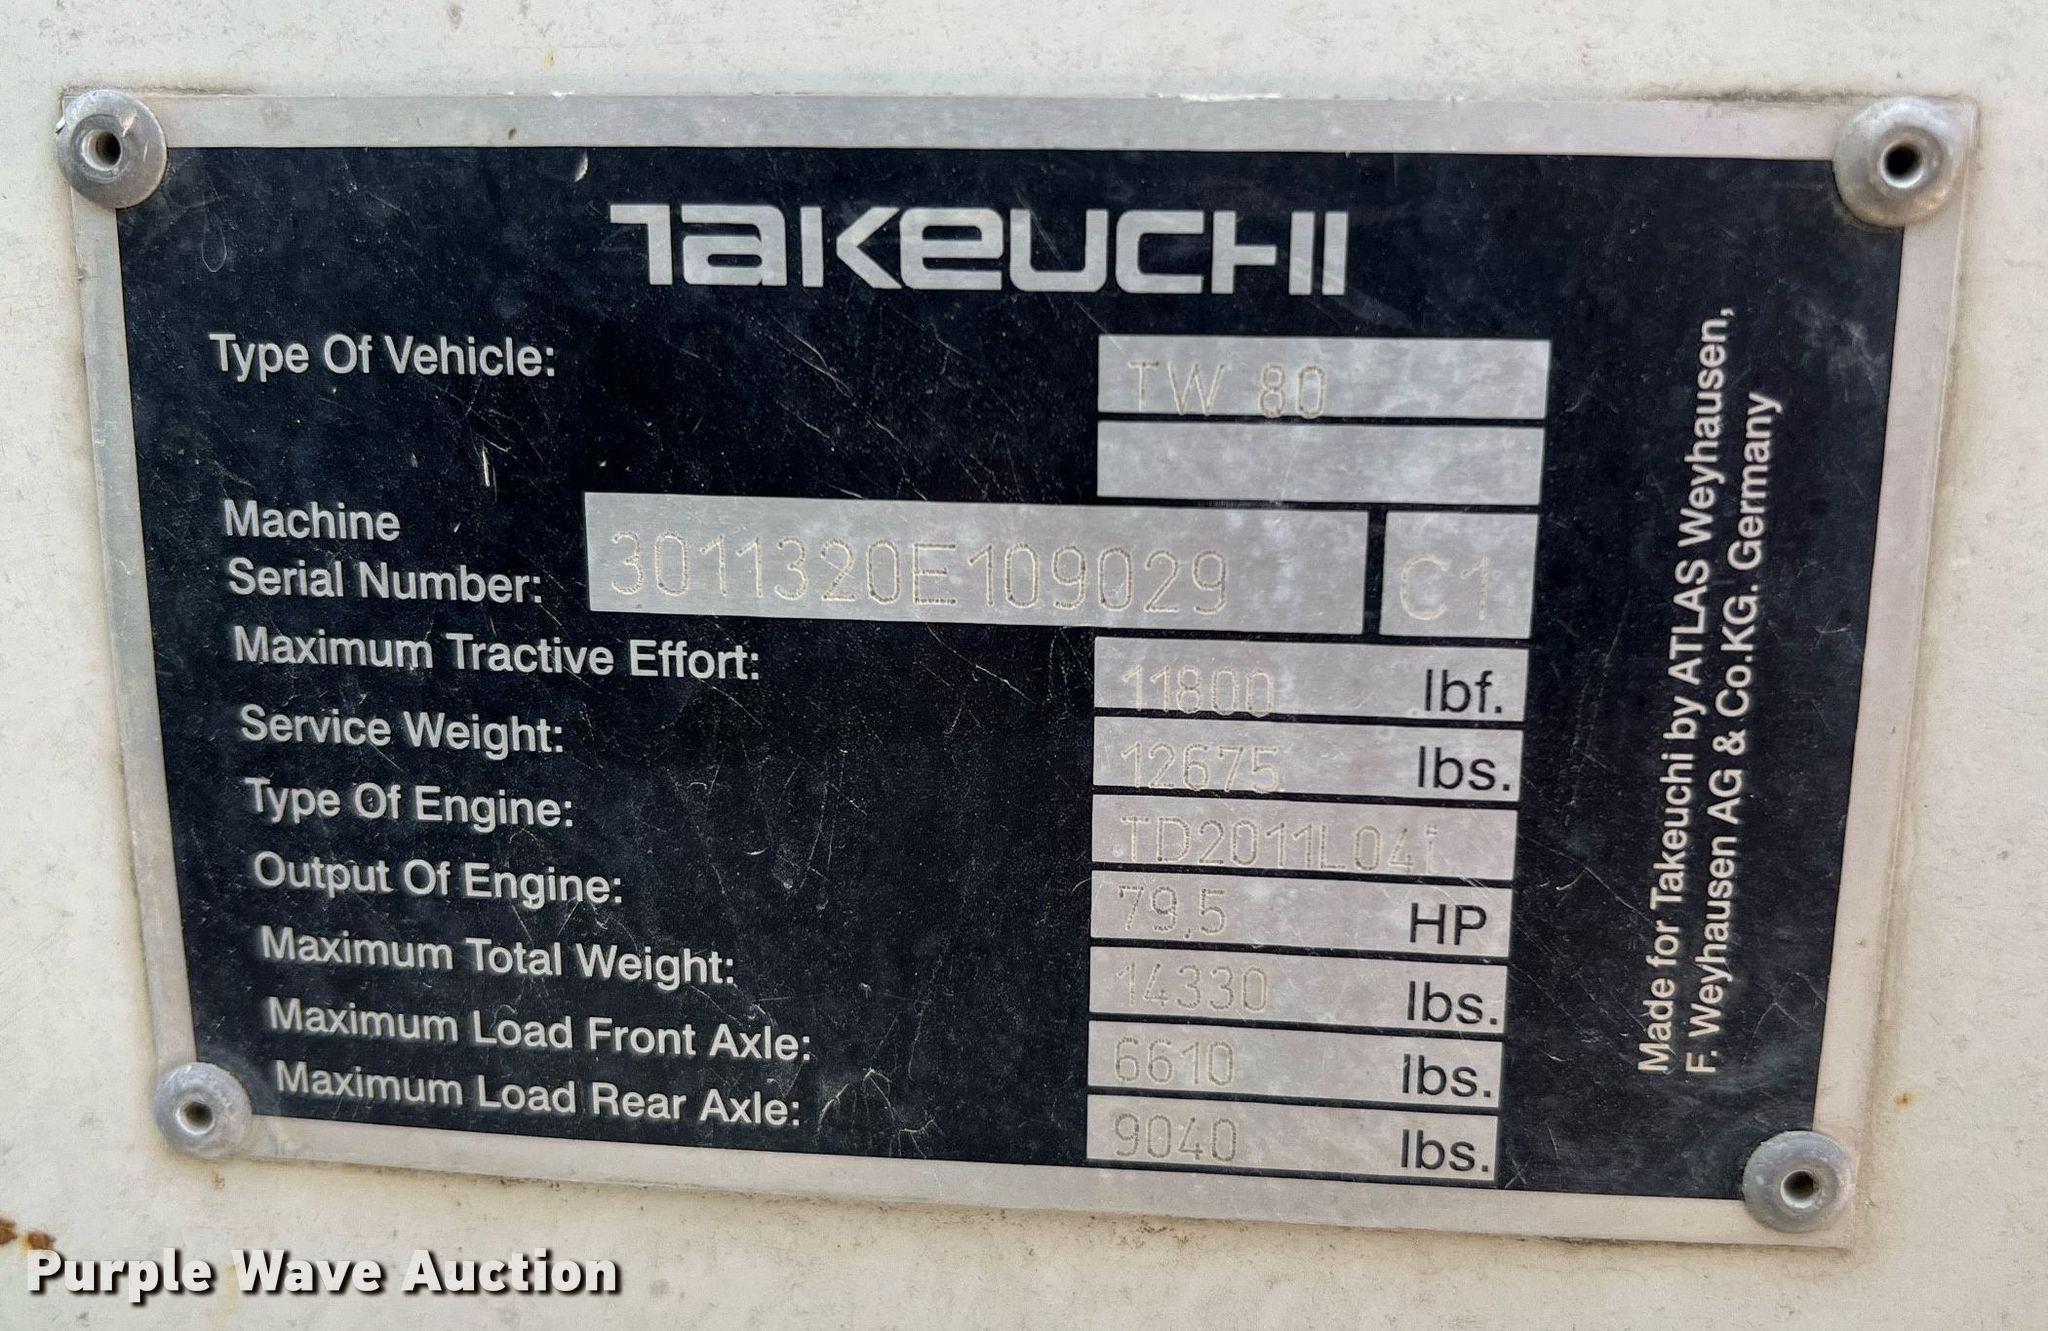 TAKEUCHI
Type Of Vehicle: TW 80
Machine
Serial Number: 3011320E109029 C1
Maximum Tractive Effort: 11800 lbf.
Service Weight: 12675 lbs.
Type Of Engine: TD2011L04i
Output Of Engine: 79.5 HP
Maximum Total Weight: 14330 lbs.
Maximum Load Front Axle: 6610 lbs.
Maximum Load Rear Axle: 9040 lbs.
Made for Takeuchi by ATLAS Weyhausen,
F. Weyhausen AG & Co.KG. Germany
Purple Wave Auction